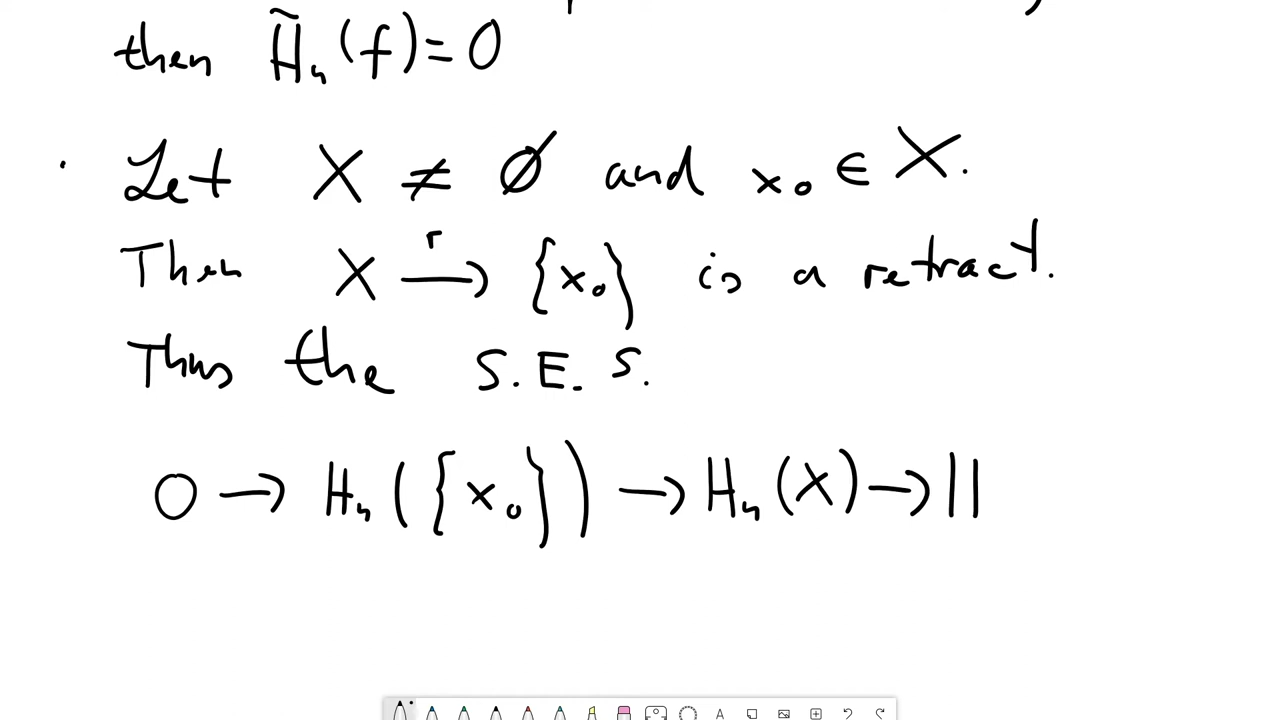 then H̃ₙ(f)=0
· Let X ≠ ∅ and x₀ ∈ X.
Then X →ʳ {x₀} is a retract.
Thus the S.E.S.
0 → Hₙ({x₀}) → Hₙ(X) → ||